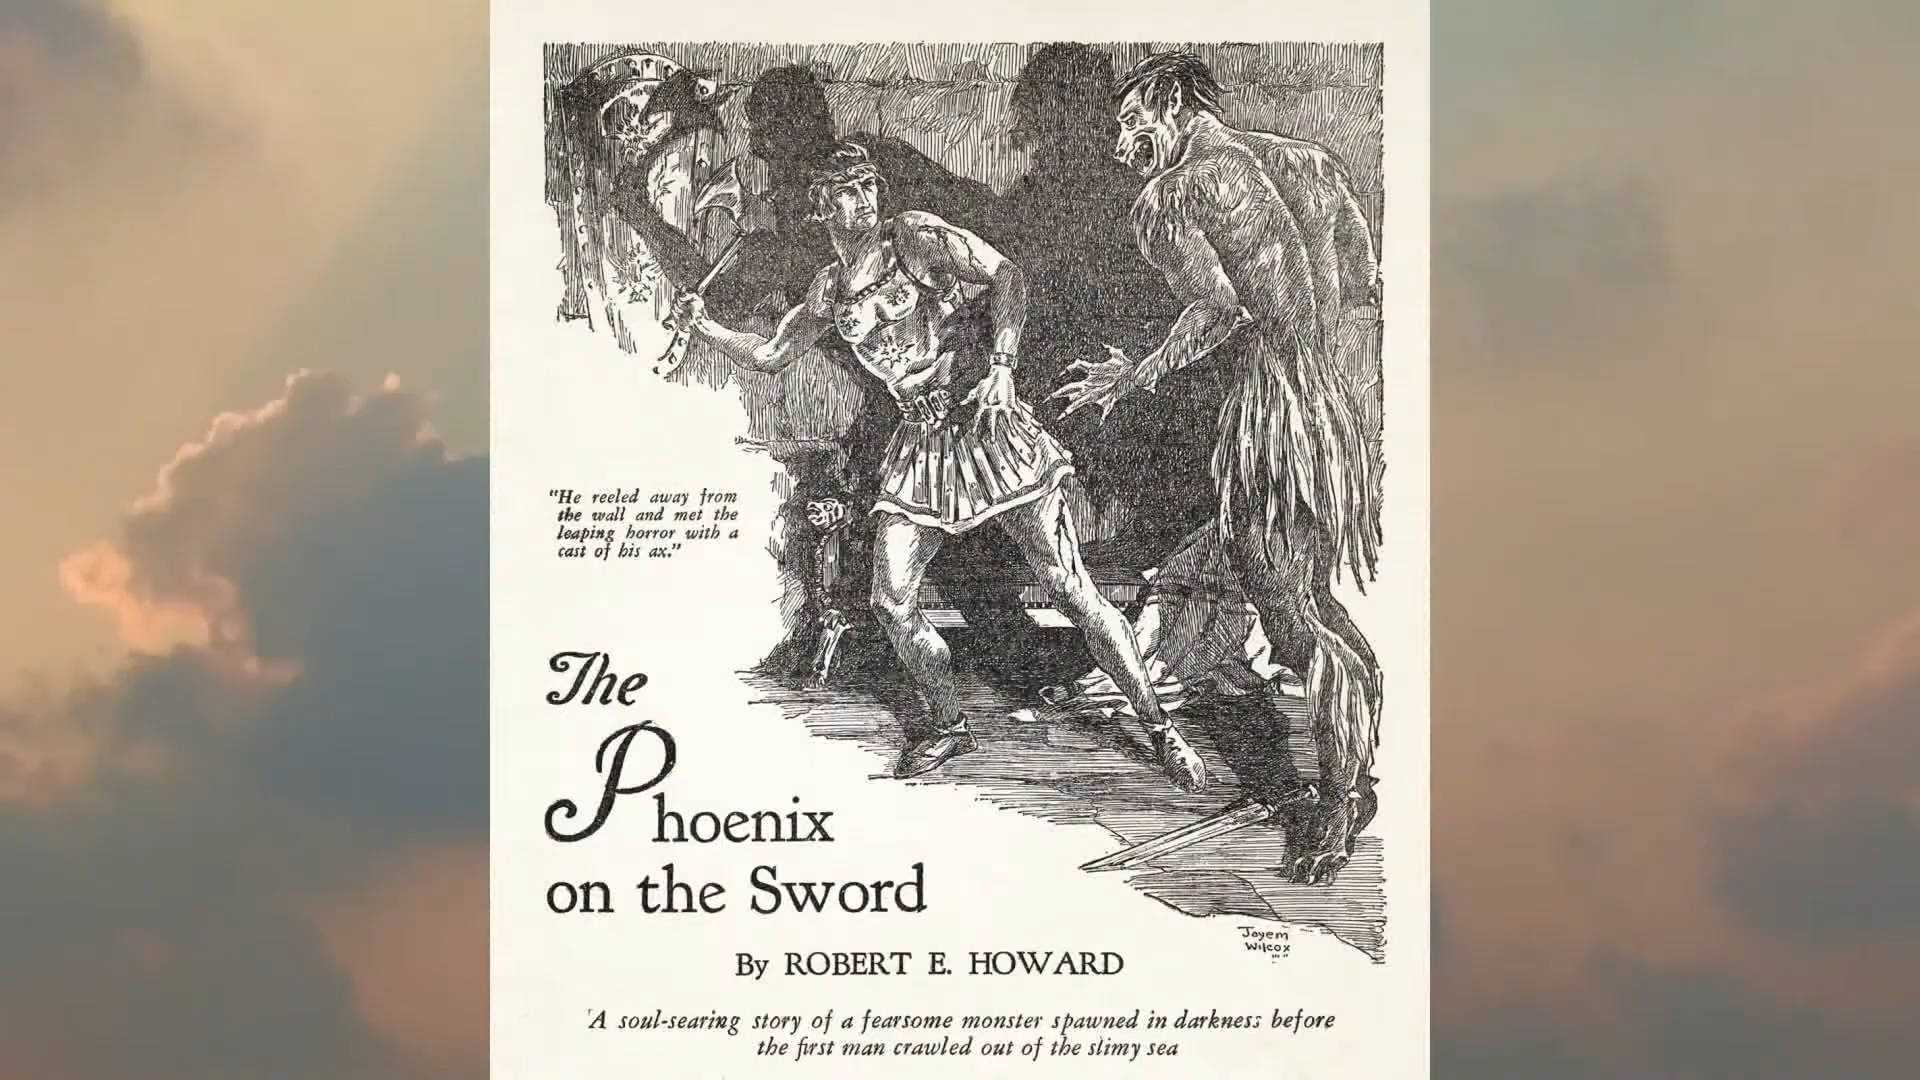 "He reeled away from
the wall and met the
leaping horror with a
cast of his ax."
The
Phoenix
on the Sword
Jayem
Wilcox
By ROBERT E. HOWARD
'A soul-searing story of a fearsome monster spawned in darkness before
the first man crawled out of the slimy sea